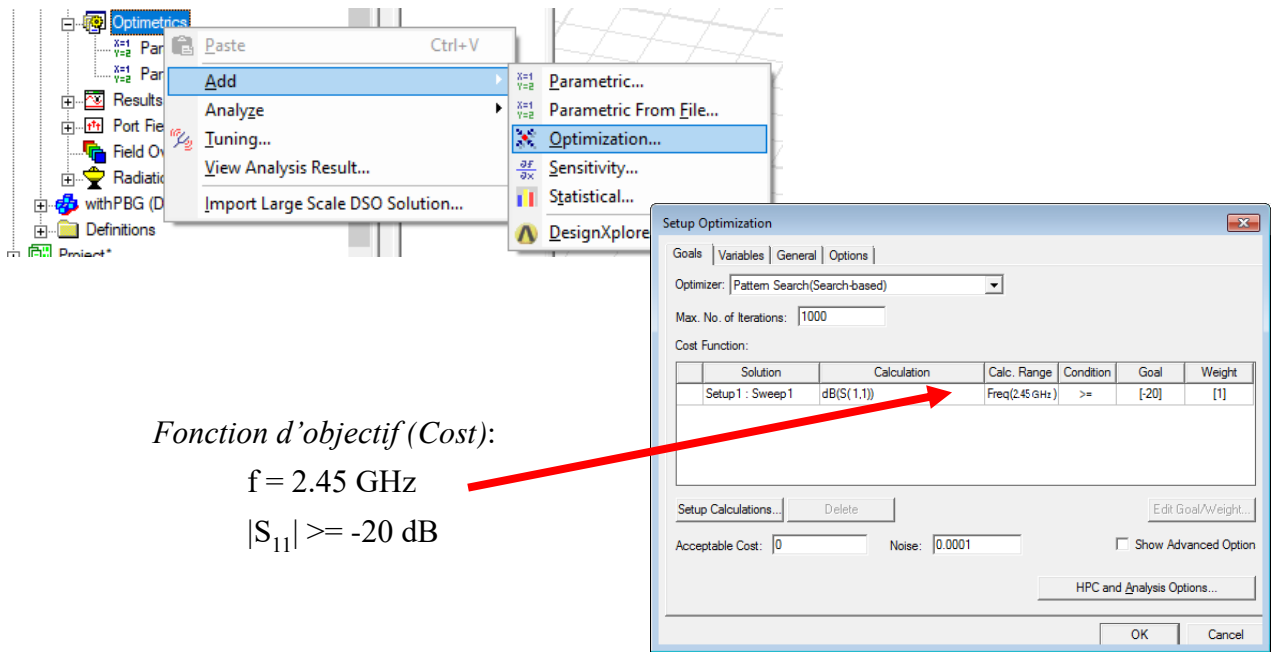 Optimetrics
Par
Par
Results
Port Fie
Field Ov
Radiatio
withPBG (D
Definitions
Project*
Paste Ctrl+V
Add
Analyze
Tuning...
View Analysis Result...
Import Large Scale DSO Solution...
Parametric...
Parametric From File...
Optimization...
Sensitivity...
Statistical...
DesignXplore
Setup Optimization
Goals Variables General Options
Optimizer: Pattern Search(Search-based)
Max. No. of Iterations: 1000
Cost Function:
Solution Calculation Calc. Range Condition Goal Weight
Setup1 : Sweep1 dB(S(1,1)) Freq(2.45 GHz) >= [-20] [1]
Setup Calculations... Delete Edit Goal/Weight...
Acceptable Cost: 0 Noise: 0.0001 Show Advanced Option
HPC and Analysis Options...
OK Cancel
Fonction d’objectif (Cost):
f = 2.45 GHz
|S11| >= -20 dB